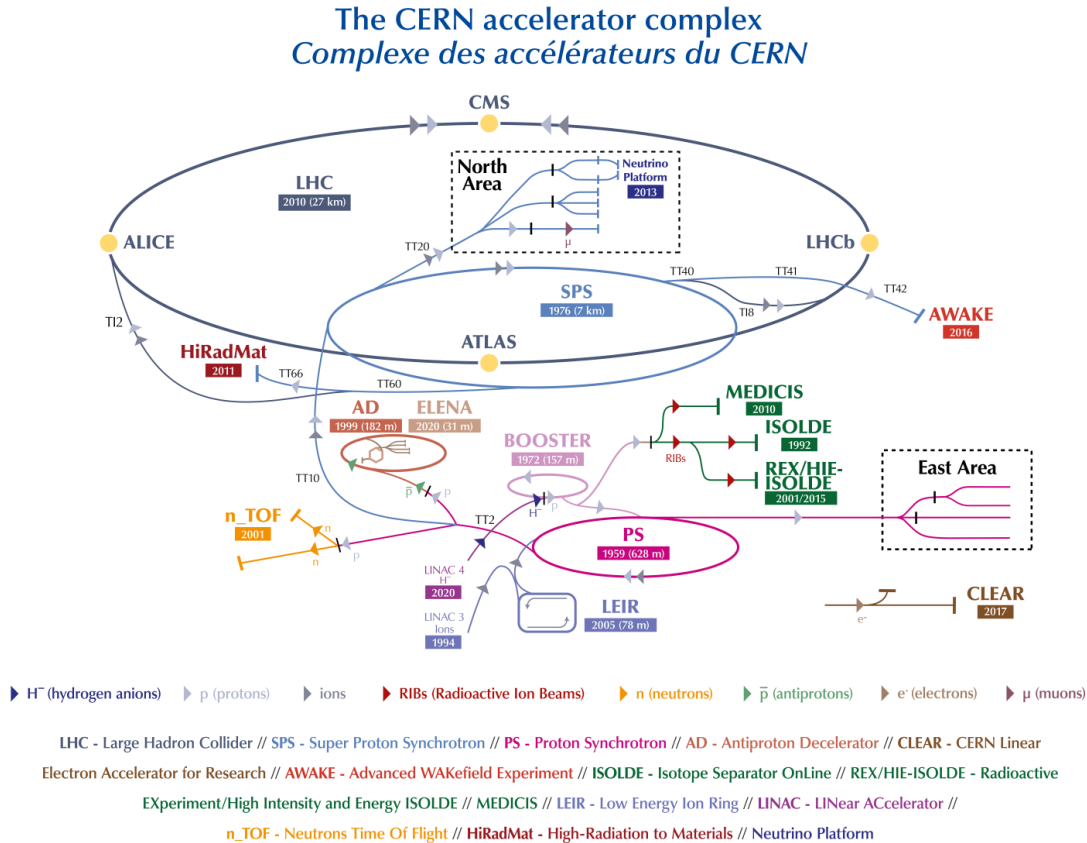 The CERN accelerator complex
Complexe des accélérateurs du CERN
CMS
North
Area
Neutrino
Platform
2013
LHC
2010 (27 km)
ALICE
LHCb
TT20
μ
TT40
TT41
TT42
SPS
1976 (7 km)
TI8
AWAKE
2016
TI2
ATLAS
HiRadMat
2011
TT66
TT60
AD
1999 (182 m)
ELENA
2020 (31 m)
MEDICIS
2010
BOOSTER
1972 (157 m)
ISOLDE
1992
RIBs
REX/HIE-
ISOLDE
2001/2015
East Area
TT10
p̅
p
H⁻
p
n_TOF
2001
n
n
p
TT2
PS
1959 (628 m)
LINAC 4
H⁻
2020
LINAC 3
Ions
1994
LEIR
2005 (78 m)
CLEAR
2017
e⁻
H⁻ (hydrogen anions)
p (protons)
ions
RIBs (Radioactive Ion Beams)
n (neutrons)
p̅ (antiprotons)
e⁻ (electrons)
μ (muons)
LHC - Large Hadron Collider // SPS - Super Proton Synchrotron // PS - Proton Synchrotron // AD - Antiproton Decelerator // CLEAR - CERN Linear
Electron Accelerator for Research // AWAKE - Advanced WAKefield Experiment // ISOLDE - Isotope Separator OnLine // REX/HIE-ISOLDE - Radioactive
EXperiment/High Intensity and Energy ISOLDE // MEDICIS // LEIR - Low Energy Ion Ring // LINAC - LINear ACcelerator //
n_TOF - Neutrons Time Of Flight // HiRadMat - High-Radiation to Materials // Neutrino Platform